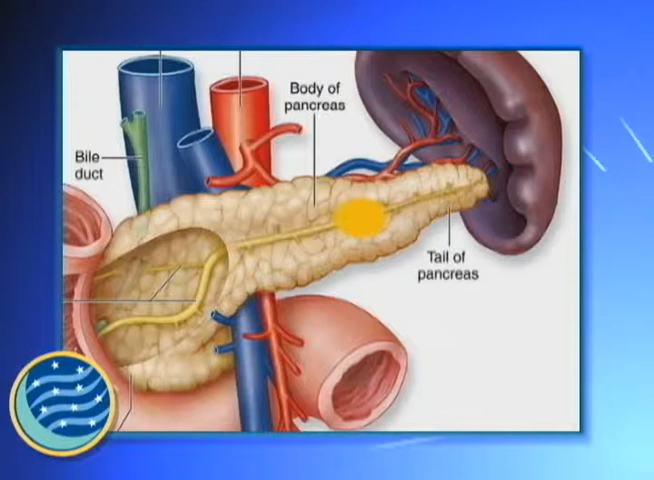 Body of
pancreas
Bile
duct
Tail of
pancreas